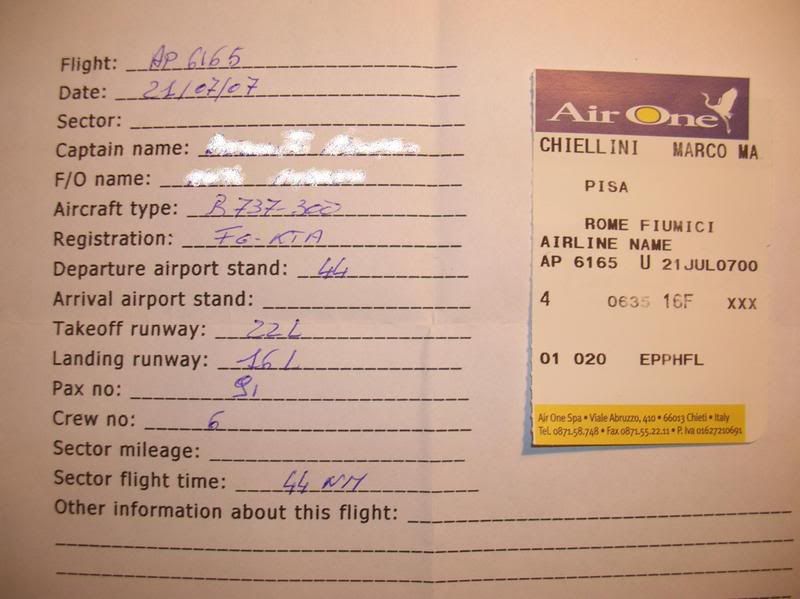 Flight: AP 6165
Date: 21/07/07
Sector:
Captain name:
F/O name:
Aircraft type: B 737-300
Registration: FG-KTA
Departure airport stand: 44
Arrival airport stand:
Takeoff runway: 22L
Landing runway: 16L
Pax no: 91
Crew no: 6
Sector mileage:
Sector flight time: 44
Other information about this flight:
Air One
CHIELLINI MARCO MA
PISA
ROME FIUMICI
AIRLINE NAME
AP 6165 U 21JUL0700
4 0635 16F XXX
01 020 EPPHFL
Air One Spa • Viale Abruzzo, 410 • 66013 Chieti • Italy
Tel. 0871.58.748 • Fax 0871.55.22.11 • P. Iva 01627210691